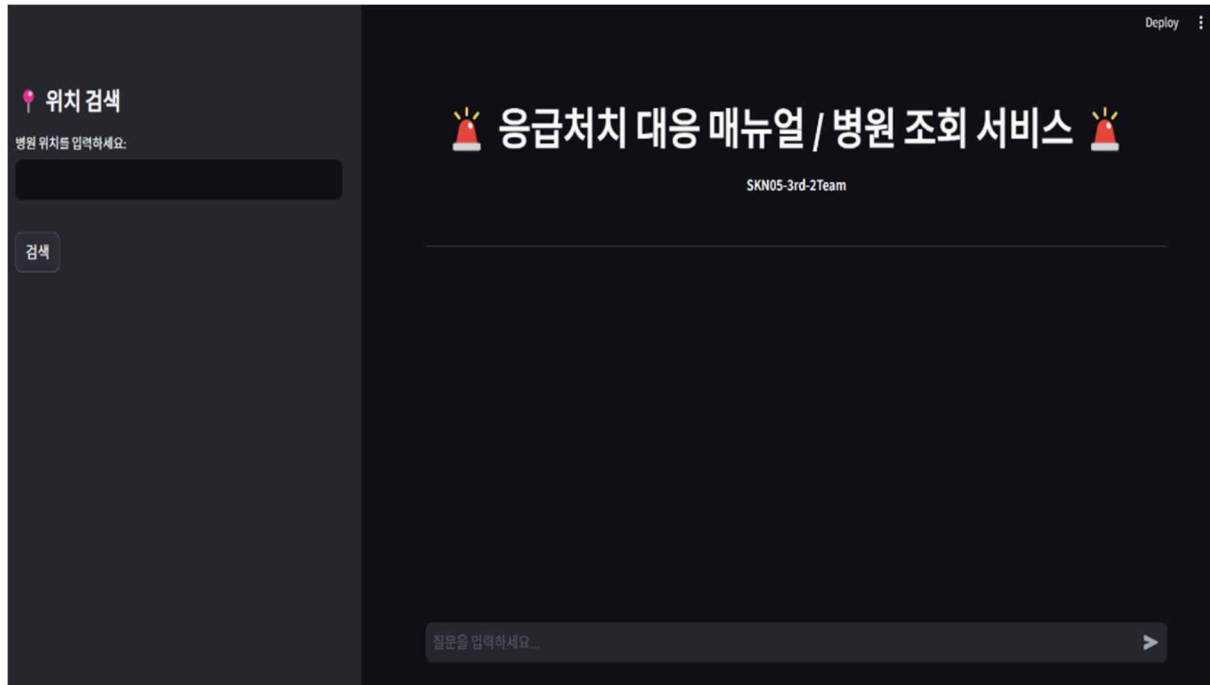 Deploy
📍 위치 검색
병원 위치를 입력하세요:
검색
🚨 응급처치 대응 매뉴얼 / 병원 조회 서비스 🚨
SKN05-3rd-2Team
질문을 입력하세요...